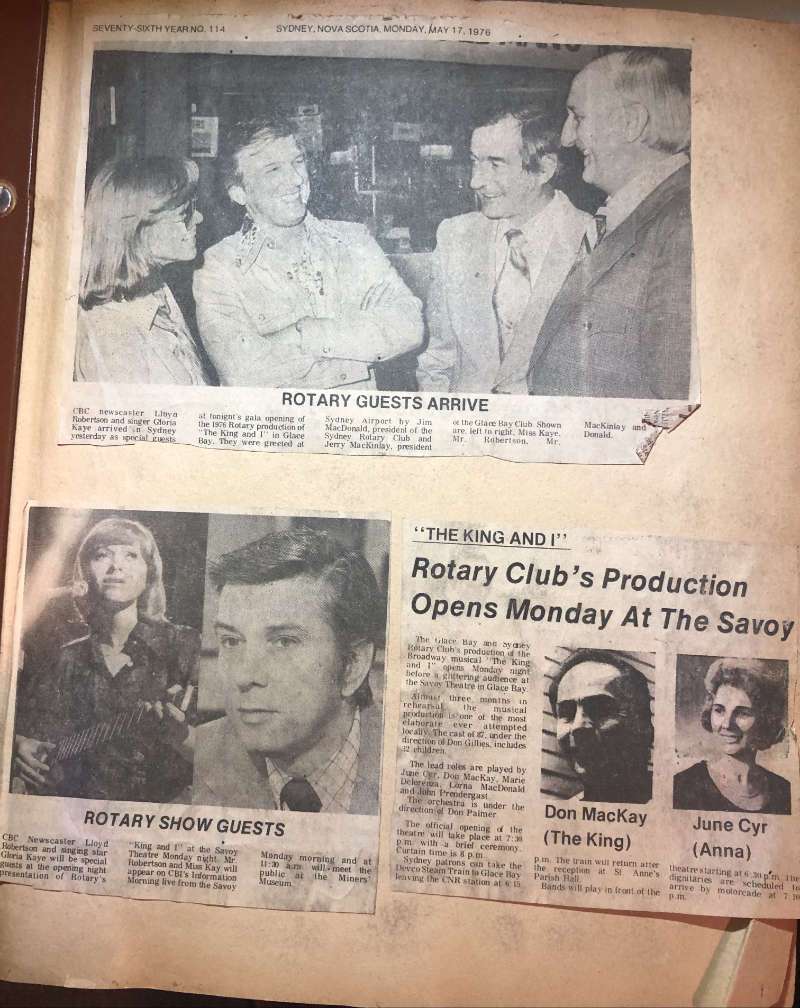 SEVENTY-SIXTH YEAR NO. 114 SYDNEY, NOVA SCOTIA, MONDAY, MAY 17, 1976
ROTARY GUESTS ARRIVE
CBC newscaster Lloyd
Robertson and singer Gloria
Kaye arrived in Sydney
yesterday as special guests
at tonight's gala opening of
the 1976 Rotary production of
"The King and I" in Glace
Bay. They were greeted at
Sydney Airport by Jim
MacDonald, president of the
Sydney Rotary Club and
Jerry MacKinlay, president
of the Glace Bay Club. Shown
are, left to right, Miss Kaye,
Mr. Robertson, Mr.
MacKinlay and
Donald.
ROTARY SHOW GUESTS
CBC Newscaster Lloyd
Robertson and singing star
Gloria Kaye will be special
guests at the opening night
presentation of Rotary's
"King and I" at the Savoy
Theatre Monday night. Mr
Robertson and Miss Kay will
appear on CBI's Information
Morning live from the Savoy
Monday morning and at
11:30 a.m. will meet the
public at the Miners'
Museum.
"THE KING AND I"
Rotary Club's Production
Opens Monday At The Savoy
The Glace Bay and Sydney
Rotary Club's production of the
Broadway musical "The King
and I" opens Monday night
before a glittering audience at
the Savoy Theatre in Glace Bay.
Almost three months in
rehearsal, the musical
production is one of the most
elaborate ever attempted
locally. The cast of 87, under the
direction of Don Gillies, includes
32 children.
The lead roles are played by
June Cyr, Don MacKay, Marie
Delorenza, Lorna MacDonald
and John Prendergast.
The orchestra is under the
direction of Don Palmer
The official opening of the
theatre will take place at 7:30
p.m. with a brief ceremony.
Curtain time is 8 p.m.
Sydney patrons can take the
Devco Steam Train to Glace Bay
leaving the CNR station at 6:15
Don MacKay
(The King)
June Cyr
(Anna)
p.m. The train will return after
the reception at St Anne's
Parish Hall.
Bands will play in front of the
theatre starting at 6:30 p.m. The
dignitaries are scheduled to
arrive by motorcade at
p.m.